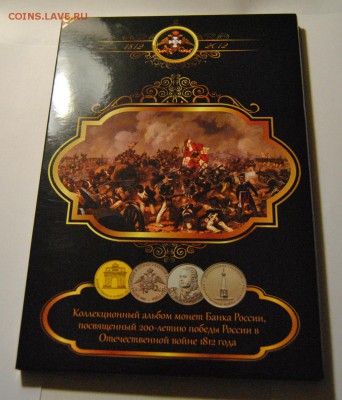 COINS.LAVE.RU
1812 2012
Коллекционный альбом монет Банка России,
посвященный 200-летию победы России в
Отечественной войне 1812 года